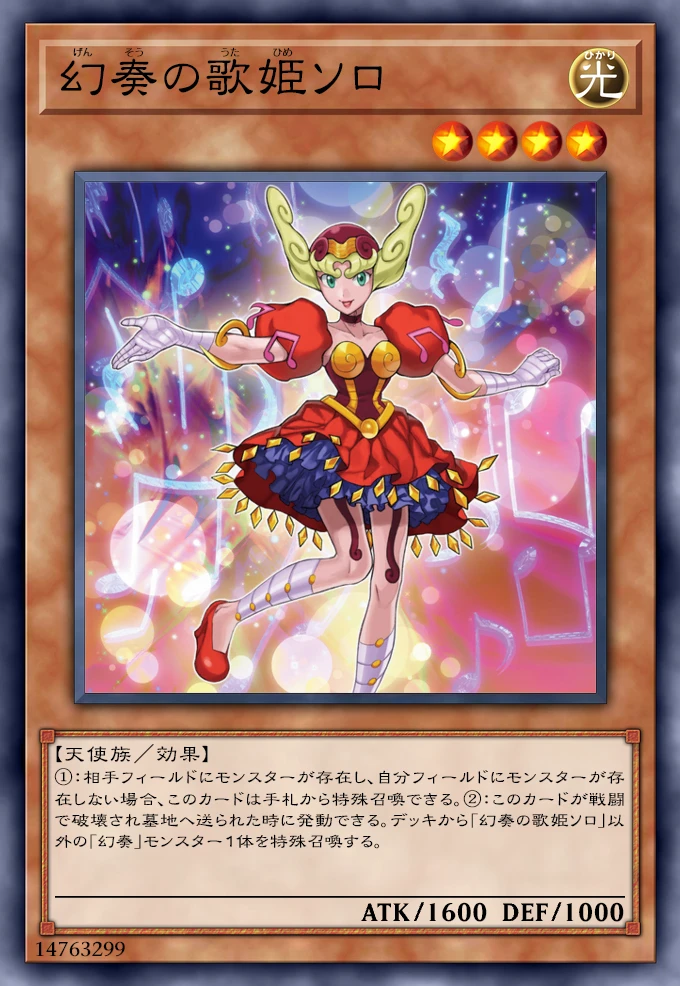 げん そう うた ひめ
幻奏の歌姫ソロ
ひかり
光
【天使族／効果】
①：相手フィールドにモンスターが存在し、自分フィールドにモンスターが存
在しない場合、このカードは手札から特殊召喚できる。②：このカードが戦闘
で破壊され墓地へ送られた時に発動できる。デッキから「幻奏の歌姫ソロ」以
外の「幻奏」モンスター１体を特殊召喚する。
ATK/1600 DEF/1000
14763299